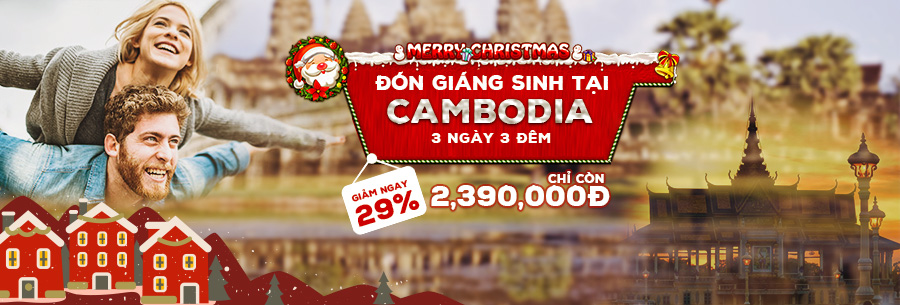 MERRY CHRISTMAS
ĐÓN GIÁNG SINH TẠI
CAMBODIA
3 NGÀY 3 ĐÊM
GIẢM NGAY
29%
CHỈ CÒN
2,390,000Đ